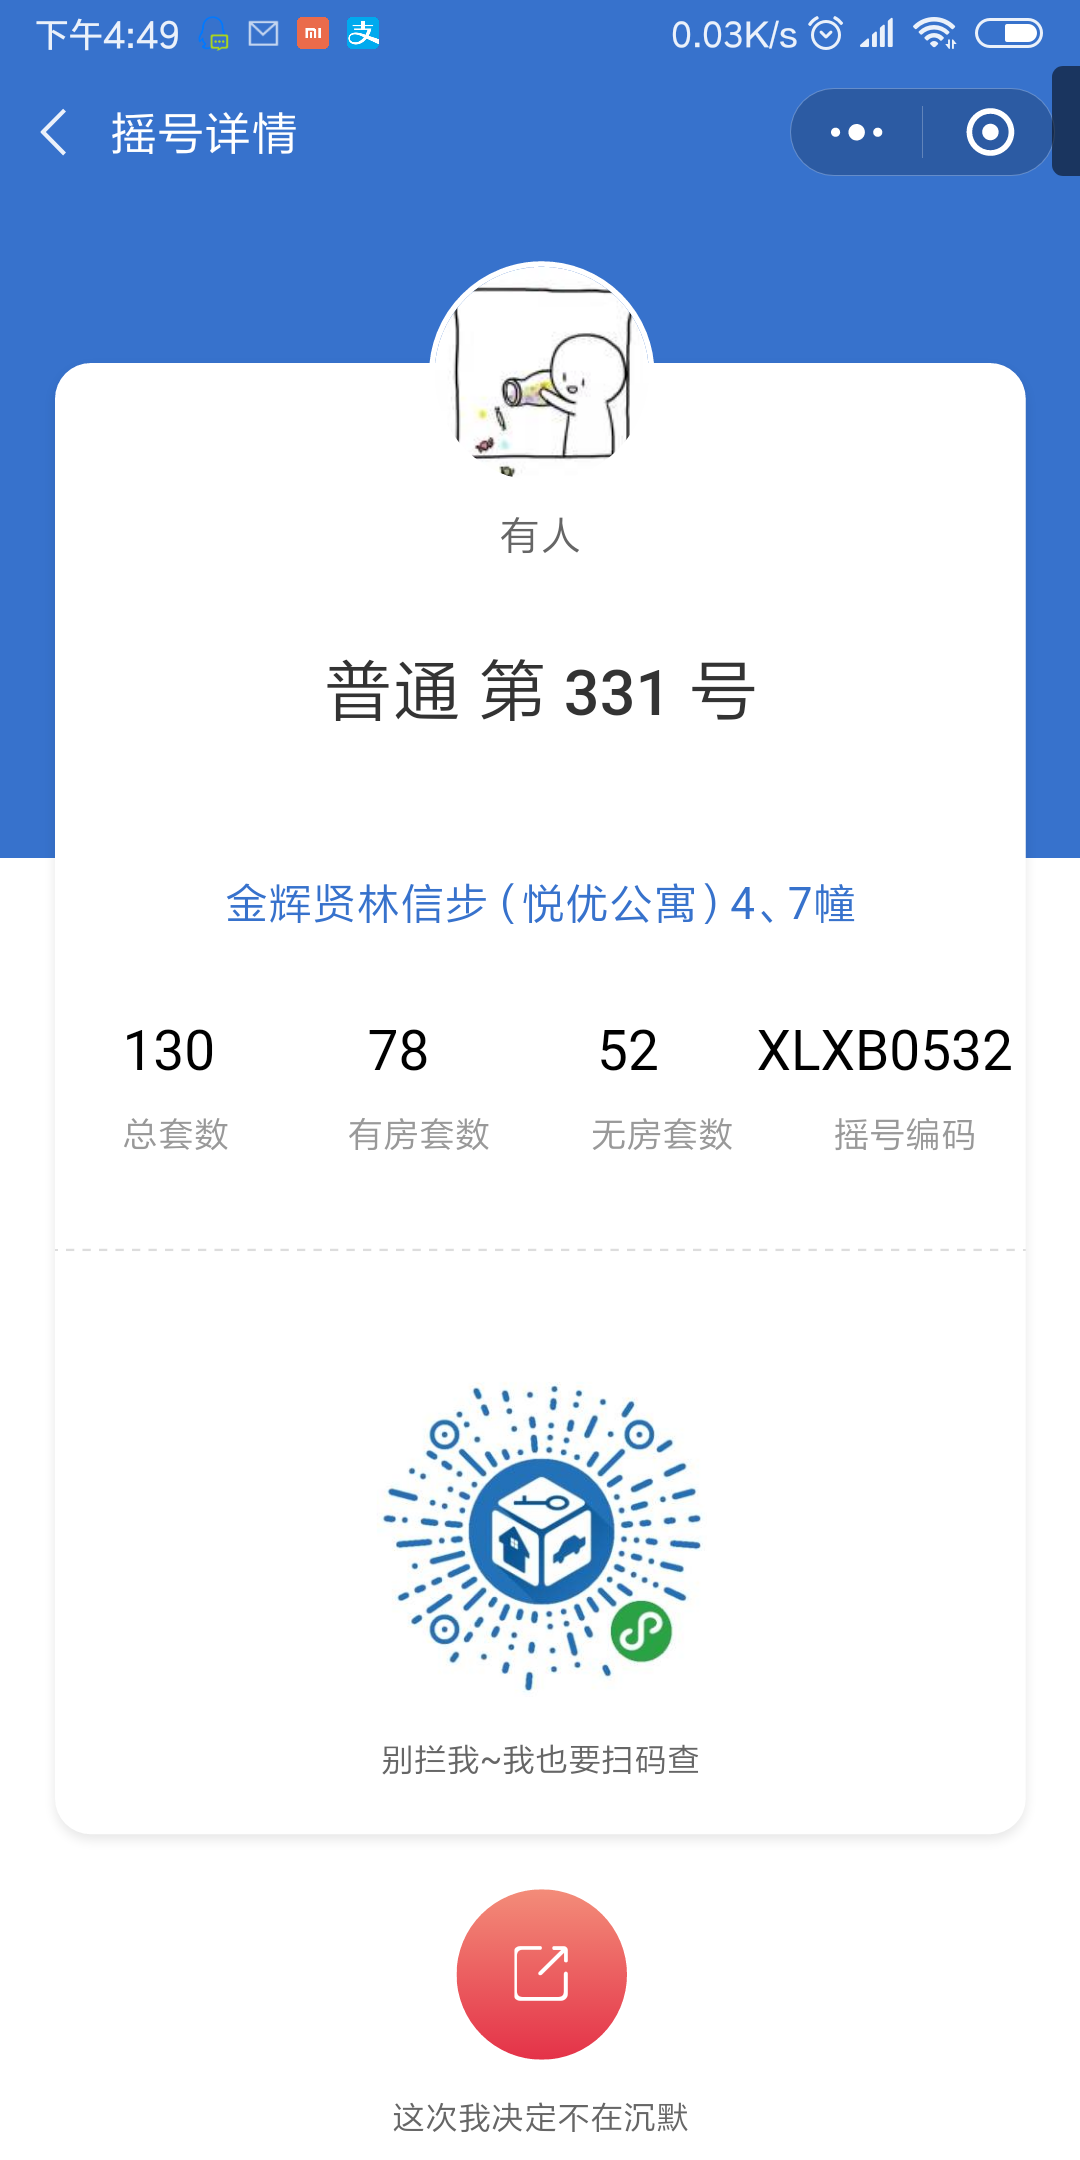 下午4:49 0.03K/s
摇号详情
有人
普通 第 331 号
金辉贤林信步（悦优公寓）4、7幢
130 78 52 XLXB0532
总套数 有房套数 无房套数 摇号编码
别拦我~我也要扫码查
这次我决定不在沉默